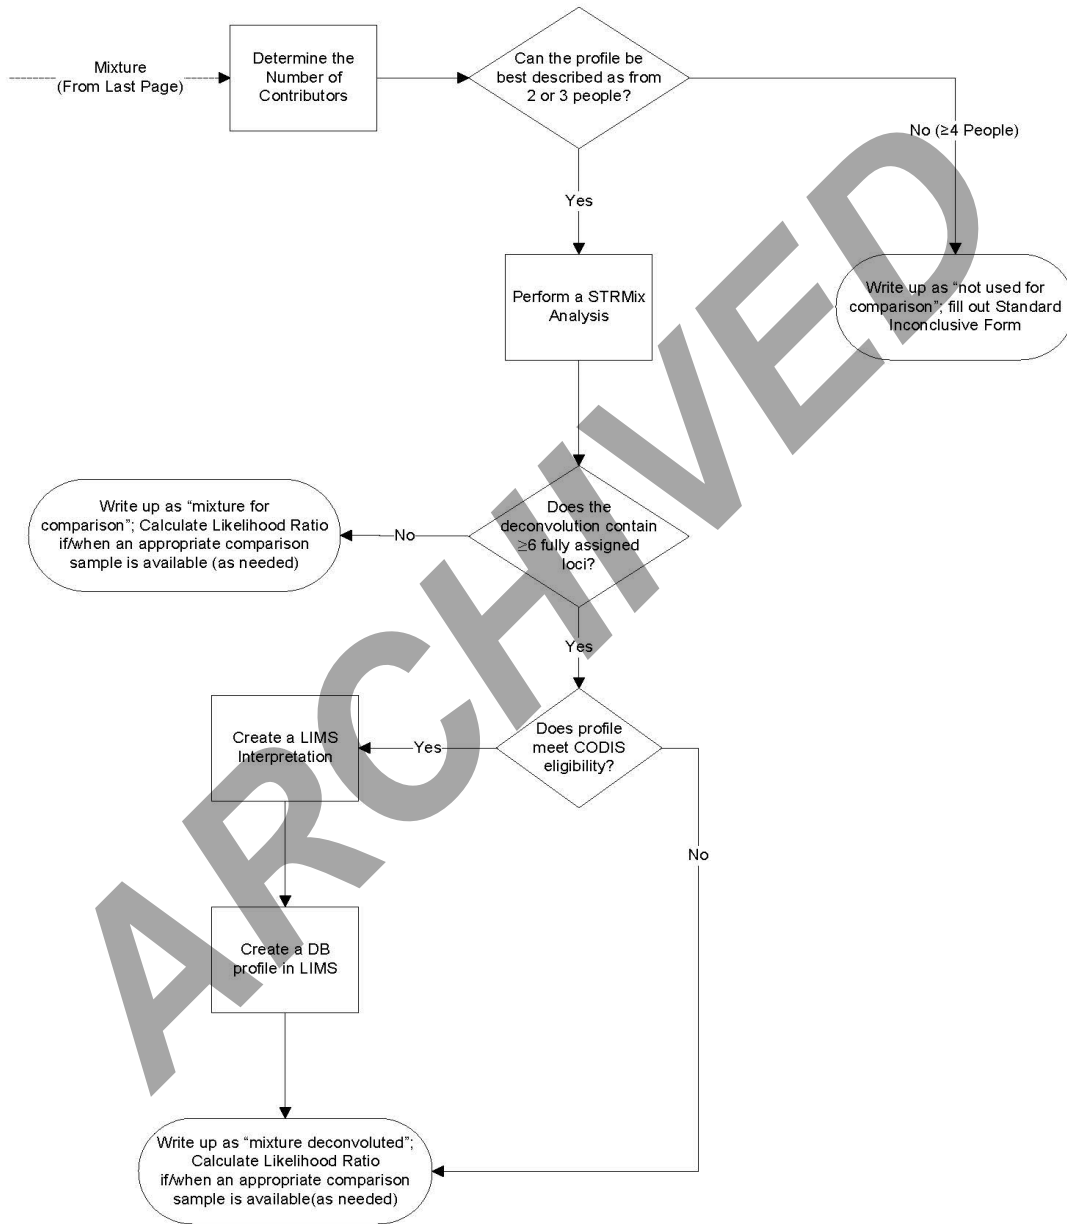 Mixture
(From Last Page)
Determine the
Number of
Contributors
Can the profile be
best described as from
2 or 3 people?
No (≥4 People)
Yes
Perform a STRMix
Analysis
Write up as “not used for
comparison”; fill out Standard
Inconclusive Form
Does the
deconvolution contain
≥6 fully assigned
loci?
No
Write up as “mixture for
comparison”; Calculate Likelihood Ratio
if/when an appropriate comparison
sample is available (as needed)
Yes
Does profile
meet CODIS
eligibility?
Yes
Create a LIMS
Interpretation
No
Create a DB
profile in LIMS
Write up as “mixture deconvoluted”;
Calculate Likelihood Ratio
if/when an appropriate comparison
sample is available(as needed)
ARCHIVED